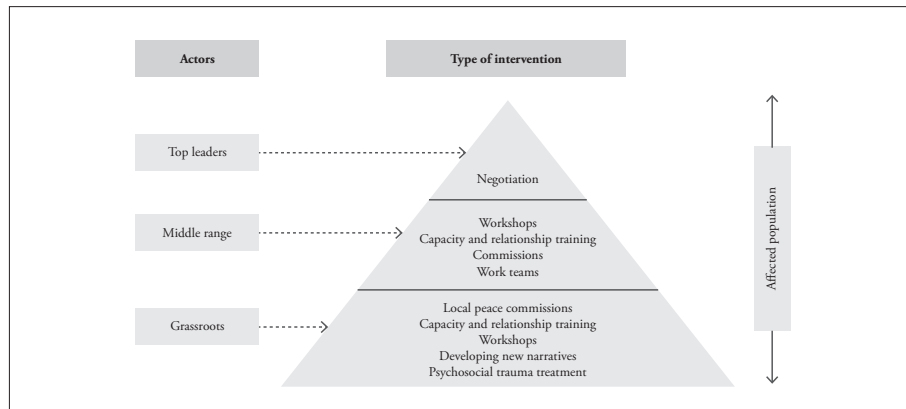 Actors
Type of intervention
Top leaders
Negotiation
Middle range
Workshops
Capacity and relationship training
Commissions
Work teams
Grassroots
Local peace commissions
Capacity and relationship training
Workshops
Developing new narratives
Psychosocial trauma treatment
Affected population